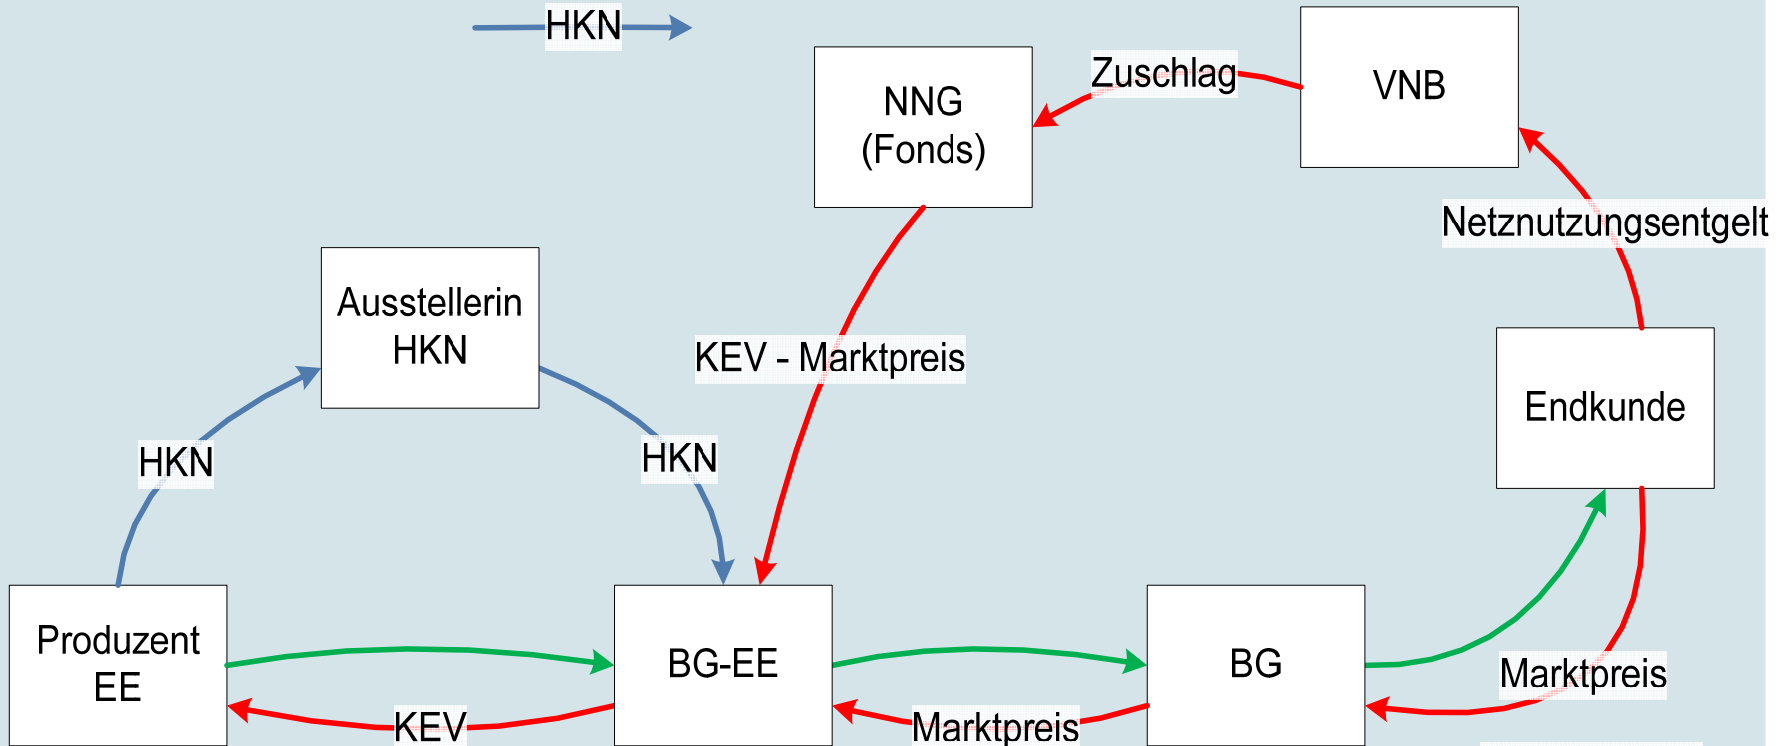 HKN
Zuschlag
VNB
NNG
(Fonds)
Netznutzungsentgelt
Ausstellerin
HKN
KEV - Marktpreis
Endkunde
HKN
HKN
Produzent
EE
BG-EE
BG
Marktpreis
KEV
Marktpreis